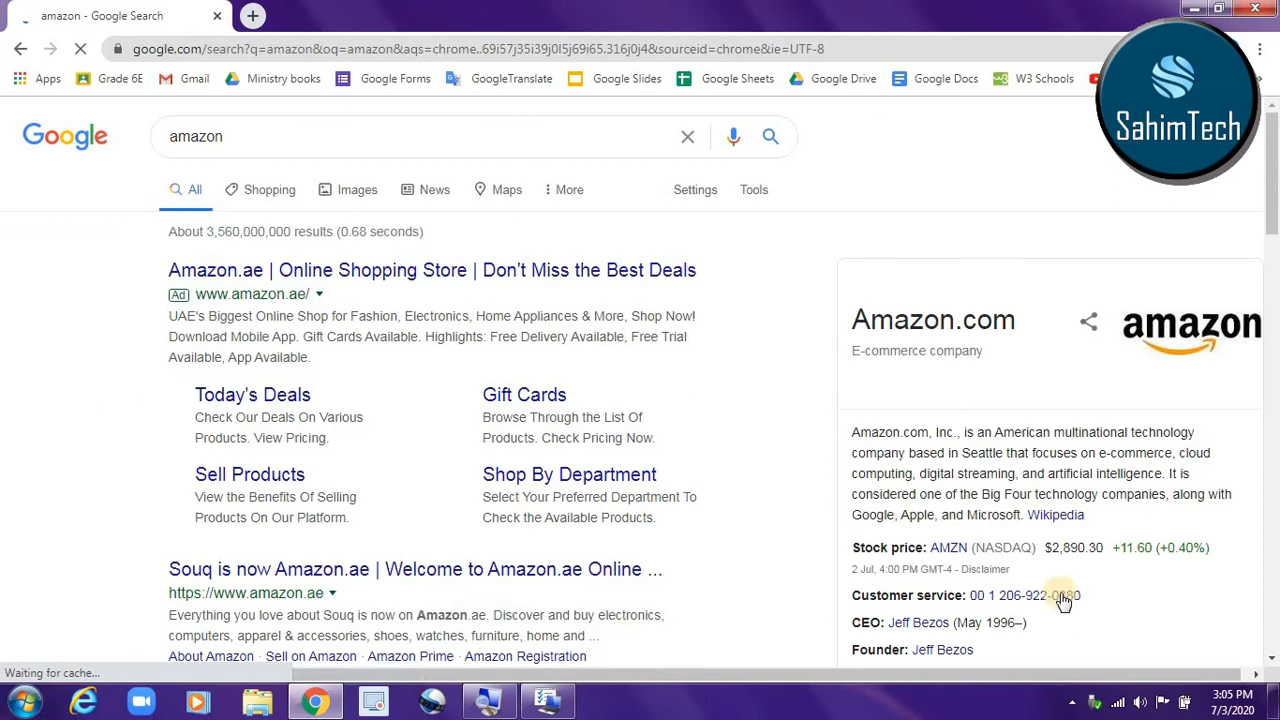 amazon - Google Search
google.com/search?q=amazon&oq=amazon&aqs=chrome..69i57j35i39j0l5j69i65.316j0j4&sourceid=chrome&ie=UTF-8
Apps Grade 6E Gmail Ministry books Google Forms GoogleTranslate Google Slides Google Sheets Google Drive Google Docs W3 Schools
SahimTech
Google
amazon
All Shopping Images News Maps More Settings Tools
About 3,560,000,000 results (0.68 seconds)
Amazon.ae | Online Shopping Store | Don't Miss the Best Deals
Ad www.amazon.ae/
UAE's Biggest Online Shop for Fashion, Electronics, Home Appliances & More, Shop Now!
Download Mobile App. Gift Cards Available. Highlights: Free Delivery Available, Free Trial
Available, App Available.
Today's Deals
Check Our Deals On Various
Products. View Pricing.
Gift Cards
Browse Through the List Of
Products. Check Pricing Now.
Sell Products
View the Benefits Of Selling
Products On Our Platform.
Shop By Department
Select Your Preferred Department To
Check the Available Products.
Souq is now Amazon.ae | Welcome to Amazon.ae Online ...
https://www.amazon.ae
Everything you love about Souq is now on Amazon.ae. Discover and buy electronics,
computers, apparel & accessories, shoes, watches, furniture, home and ...
About Amazon · Sell on Amazon · Amazon Prime · Amazon Registration
Amazon.com
E-commerce company
amazon
Amazon.com, Inc., is an American multinational technology
company based in Seattle that focuses on e-commerce, cloud
computing, digital streaming, and artificial intelligence. It is
considered one of the Big Four technology companies, along with
Google, Apple, and Microsoft. Wikipedia
Stock price: AMZN (NASDAQ) $2,890.30 +11.60 (+0.40%)
2 Jul, 4:00 PM GMT-4 - Disclaimer
Customer service: 00 1 206-922-0880
CEO: Jeff Bezos (May 1996–)
Founder: Jeff Bezos
Waiting for cache...
3:05 PM
7/3/2020